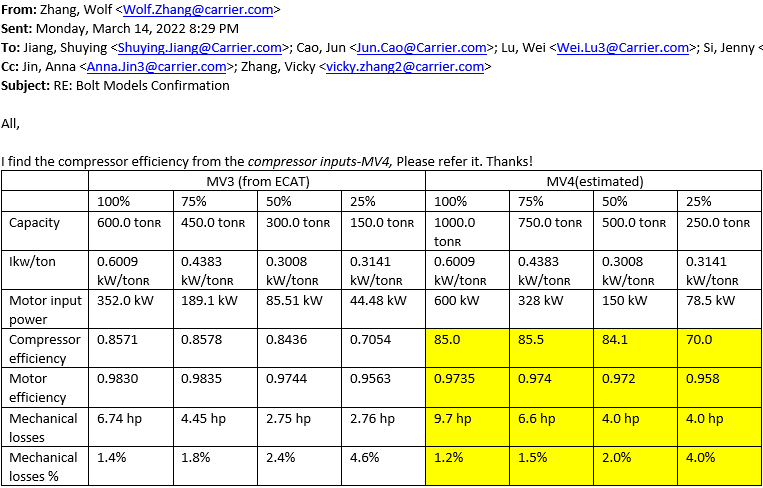 From: Zhang, Wolf <Wolf.Zhang@carrier.com>
Sent: Monday, March 14, 2022 8:29 PM
To: Jiang, Shuying <Shuying.Jiang@Carrier.com>; Cao, Jun <Jun.Cao@Carrier.com>; Lu, Wei <Wei.Lu3@Carrier.com>; Si, Jenny <
Cc: Jin, Anna <Anna.Jin3@carrier.com>; Zhang, Vicky <vicky.zhang2@carrier.com>
Subject: RE: Bolt Models Confirmation
All,
I find the compressor efficiency from the compressor inputs-MV4, Please refer it. Thanks!
MV3 (from ECAT) MV4(estimated)
100% 75% 50% 25% 100% 75% 50% 25%
Capacity 600.0 tonR 450.0 tonR 300.0 tonR 150.0 tonR 1000.0 750.0 tonR 500.0 tonR 250.0 tonR
tonR
Ikw/ton 0.6009 0.4383 0.3008 0.3141 0.6009 0.4383 0.3008 0.3141
kW/tonR kW/tonR kW/tonR kW/tonR kW/tonR kW/tonR kW/tonR kW/tonR
Motor input 352.0 kW 189.1 kW 85.51 kW 44.48 kW 600 kW 328 kW 150 kW 78.5 kW
power
Compressor 0.8571 0.8578 0.8436 0.7054 85.0 85.5 84.1 70.0
efficiency
Motor 0.9830 0.9835 0.9744 0.9563 0.9735 0.974 0.972 0.958
efficiency
Mechanical 6.74 hp 4.45 hp 2.75 hp 2.76 hp 9.7 hp 6.6 hp 4.0 hp 4.0 hp
losses
Mechanical 1.4% 1.8% 2.4% 4.6% 1.2% 1.5% 2.0% 4.0%
losses %